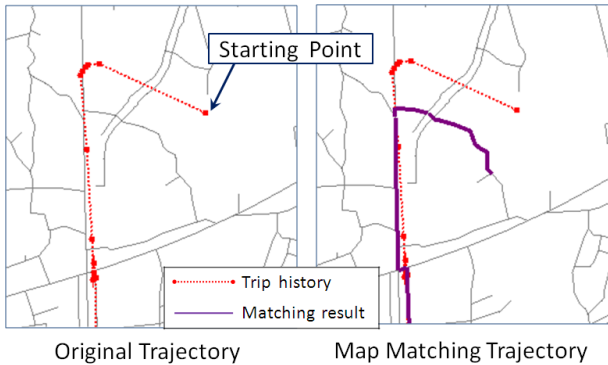 Starting Point
Trip history
Matching result
Original Trajectory
Map Matching Trajectory